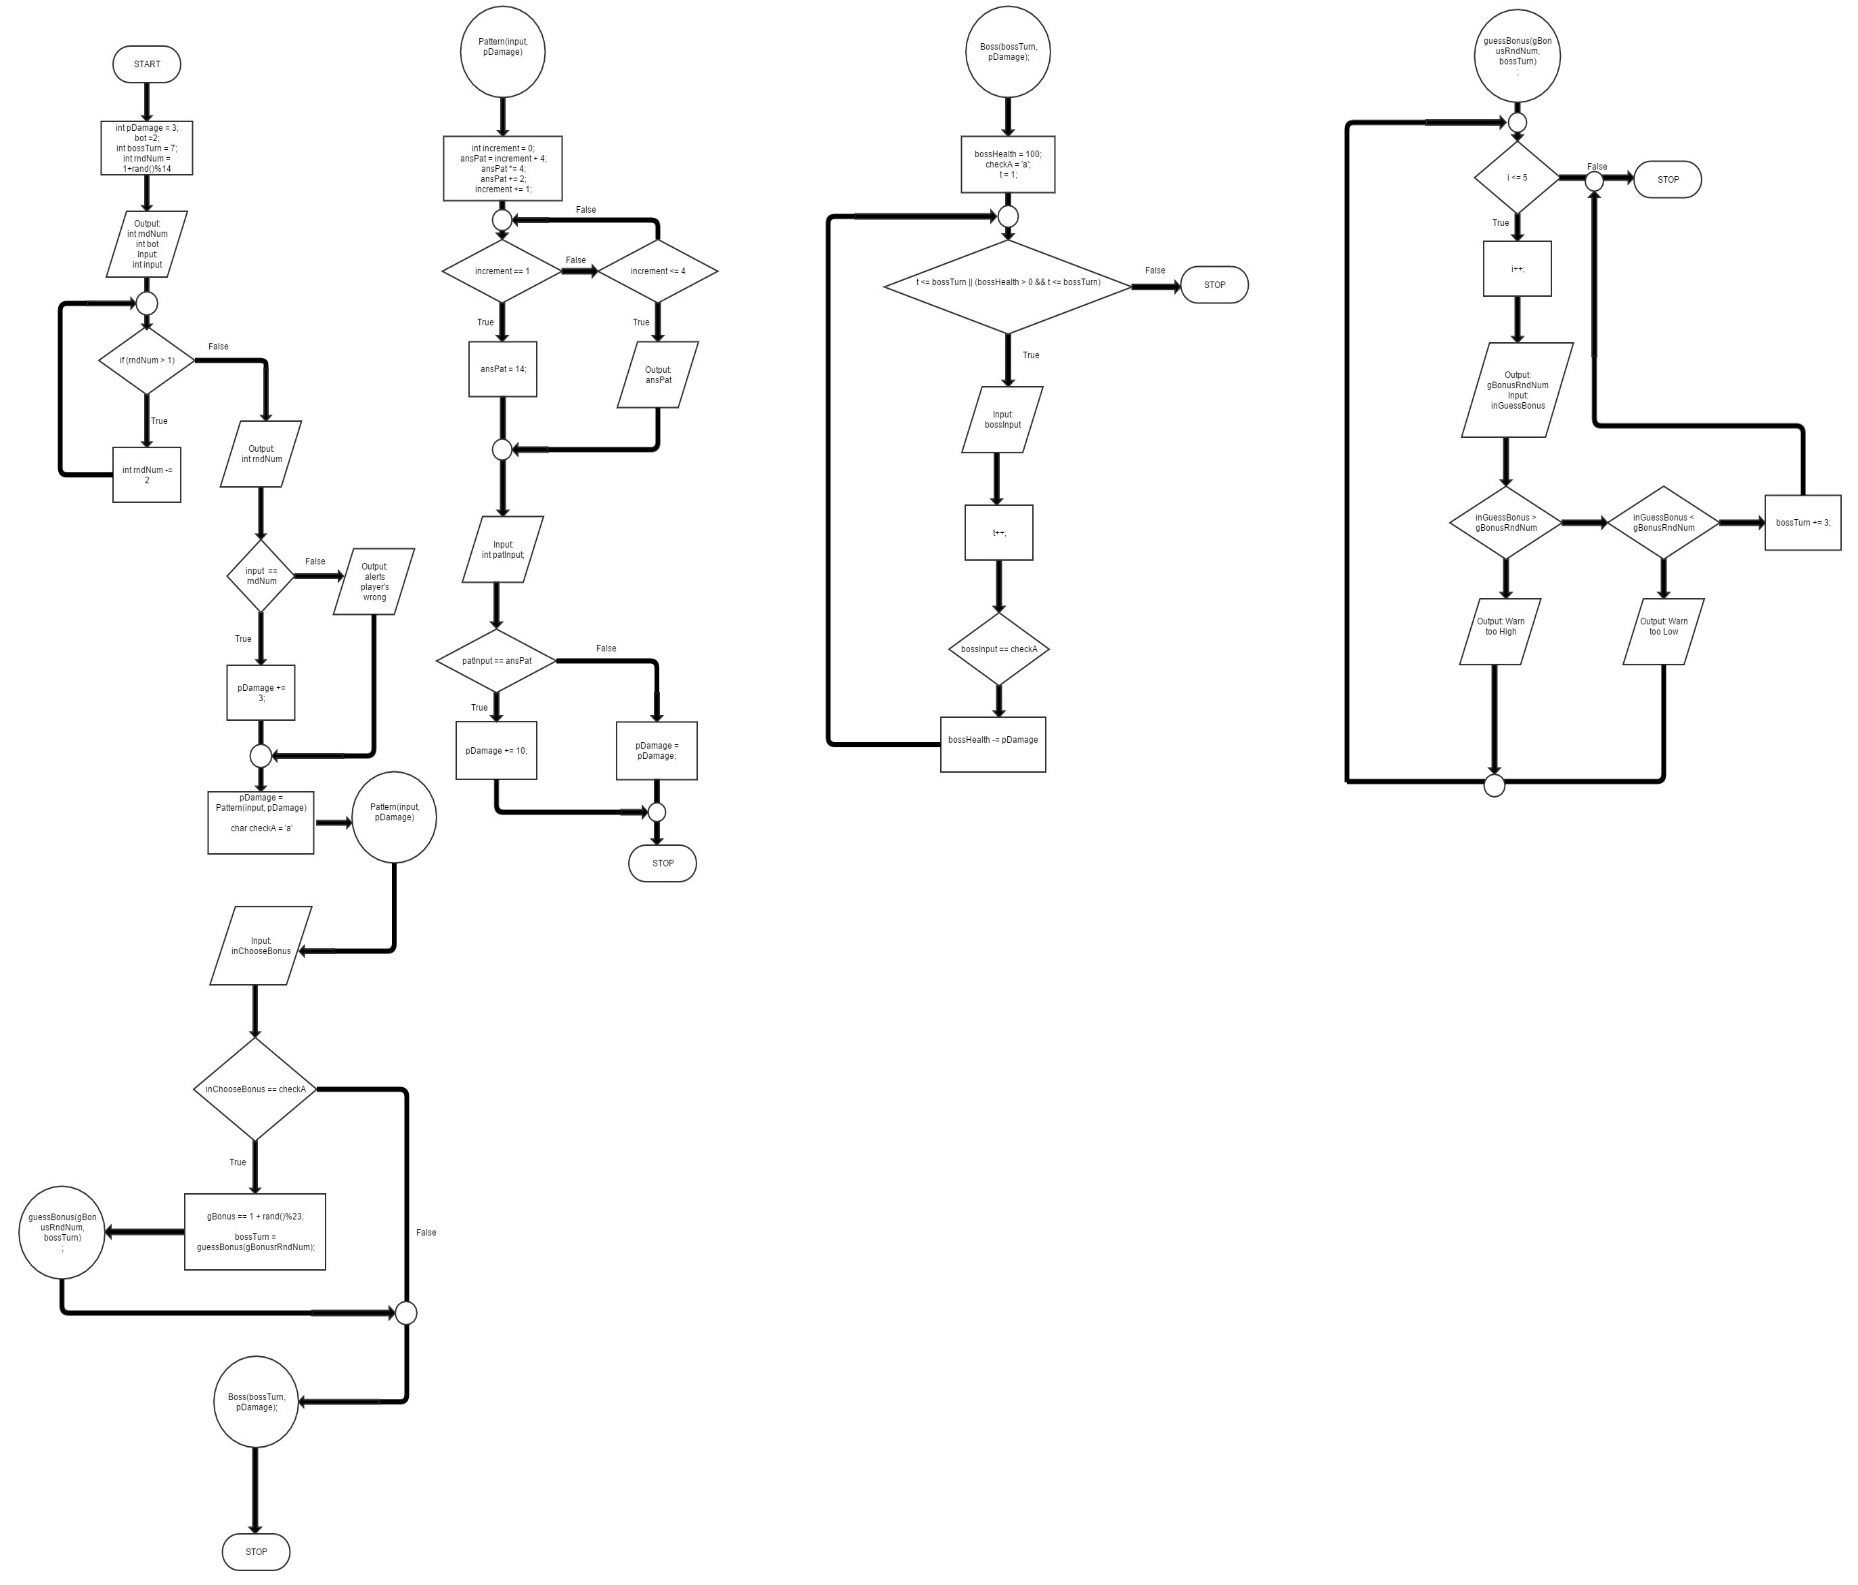 START
int pDamage = 3;
bot =2;
int bossTurn = 7;
int rndNum =
1+rand()%14
Output:
int rndNum
int bot
Input:
int input
if (rndNum > 1)
False
True
int rndNum -=
2
Output:
int rndNum
input ==
rndNum
False
Output:
alerts
player's
wrong
True
pDamage +=
3;
pDamage =
Pattern(input, pDamage)
char checkA = 'a'
Pattern(input,
pDamage)
Input:
inChooseBonus
inChooseBonus == checkA
True
False
gBonus == 1 + rand()%23;
bossTurn =
guessBonus(gBonusrRndNum);
guessBonus(gBon
usRndNum,
bossTurn)
;
Boss(bossTurn,
pDamage);
STOP
Pattern(input,
pDamage)
int increment = 0;
ansPat = increment + 4;
ansPat *= 4;
ansPat += 2;
increment += 1;
False
increment == 1
False
increment <= 4
True
True
ansPat = 14;
Output:
ansPat
Input:
int patInput;
patInput == ansPat
False
True
pDamage += 10;
pDamage =
pDamage;
STOP
Boss(bossTurn,
pDamage);
bossHealth = 100;
checkA = 'a';
t = 1;
t <= bossTurn || (bossHealth > 0 && t <= bossTurn)
False
STOP
True
Input:
bossInput
t++;
bossInput == checkA
bossHealth -= pDamage
guessBonus(gBon
usRndNum,
bossTurn)
;
i <= 5
False
STOP
True
i++;
Output:
gBonusRndNum
Input:
inGuessBonus
inGuessBonus >
gBonusRndNum
inGuessBonus <
gBonusRndNum
bossTurn += 3;
Output: Warn
too High
Output: Warn
too Low